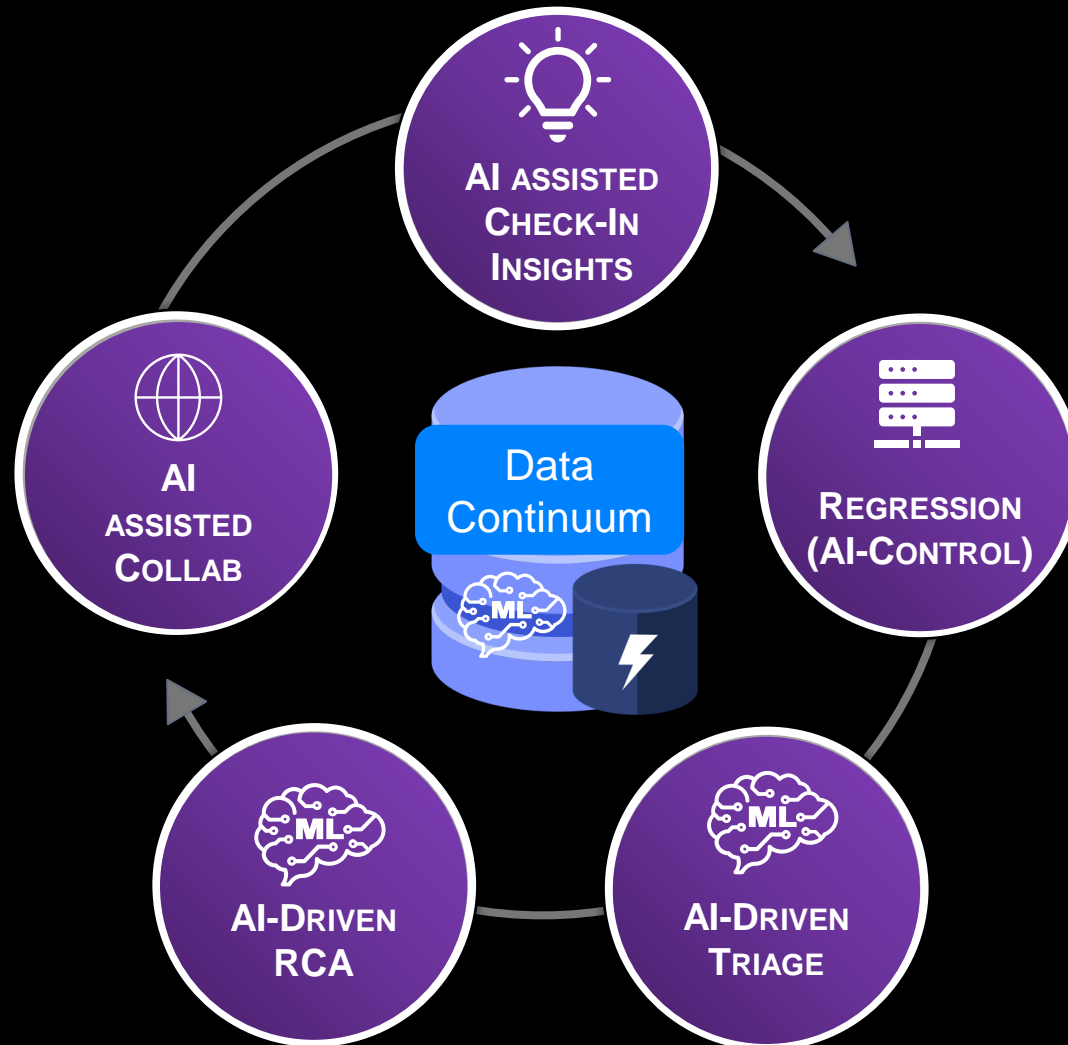 AI ASSISTED
CHECK-IN
INSIGHTS
REGRESSION
(AI-CONTROL)
ML
AI-DRIVEN
TRIAGE
ML
AI-DRIVEN
RCA
AI
ASSISTED
COLLAB
Data
Continuum
ML